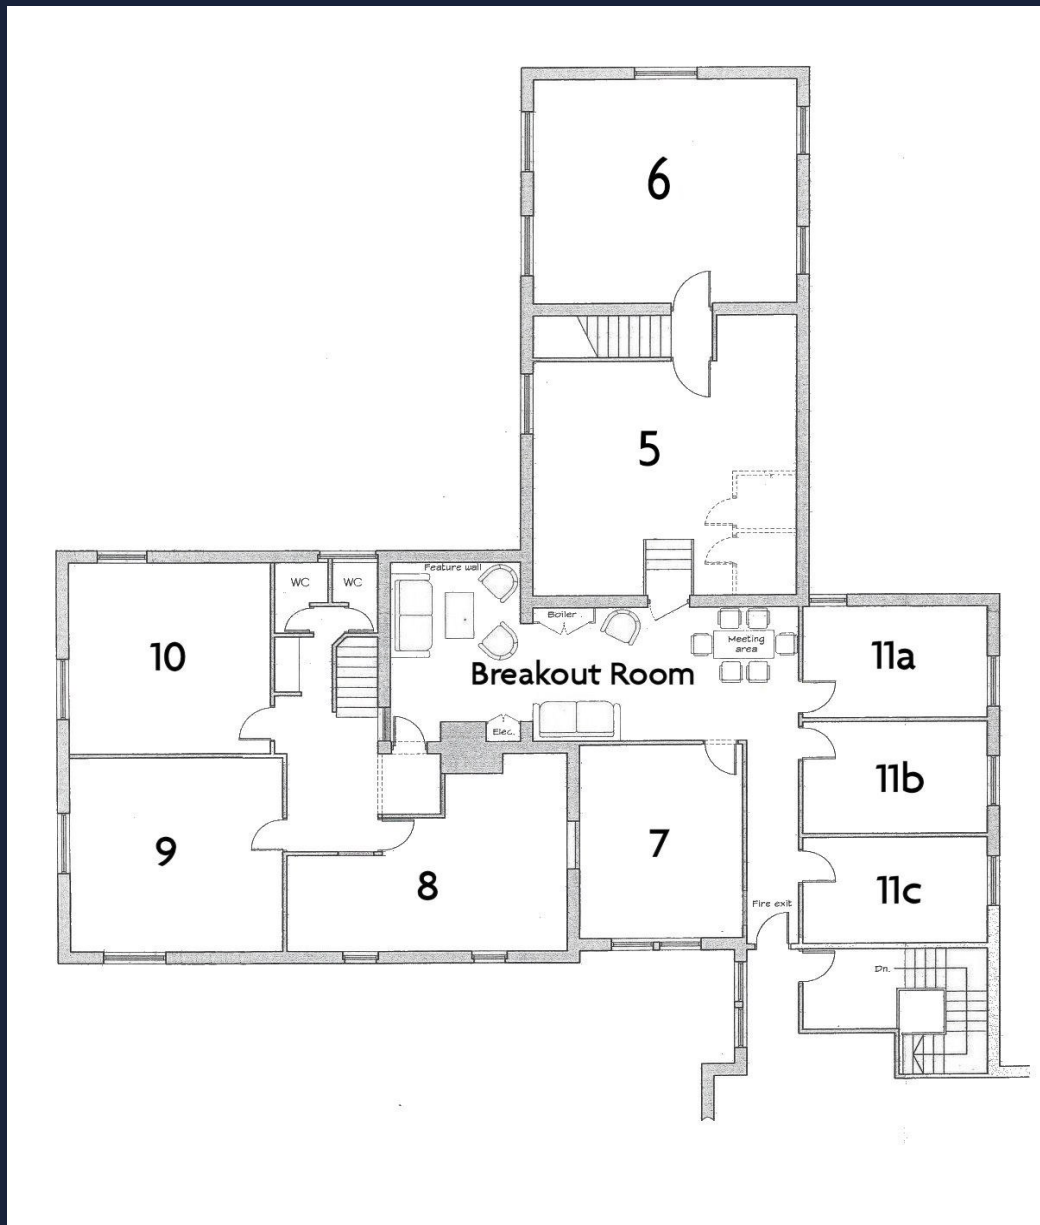 6
5
Feature wall
WC
WC
Boiler
Meeting
area
10
Breakout Room
11a
Elec.
11b
9
7
8
11c
Fire exit
Dn.